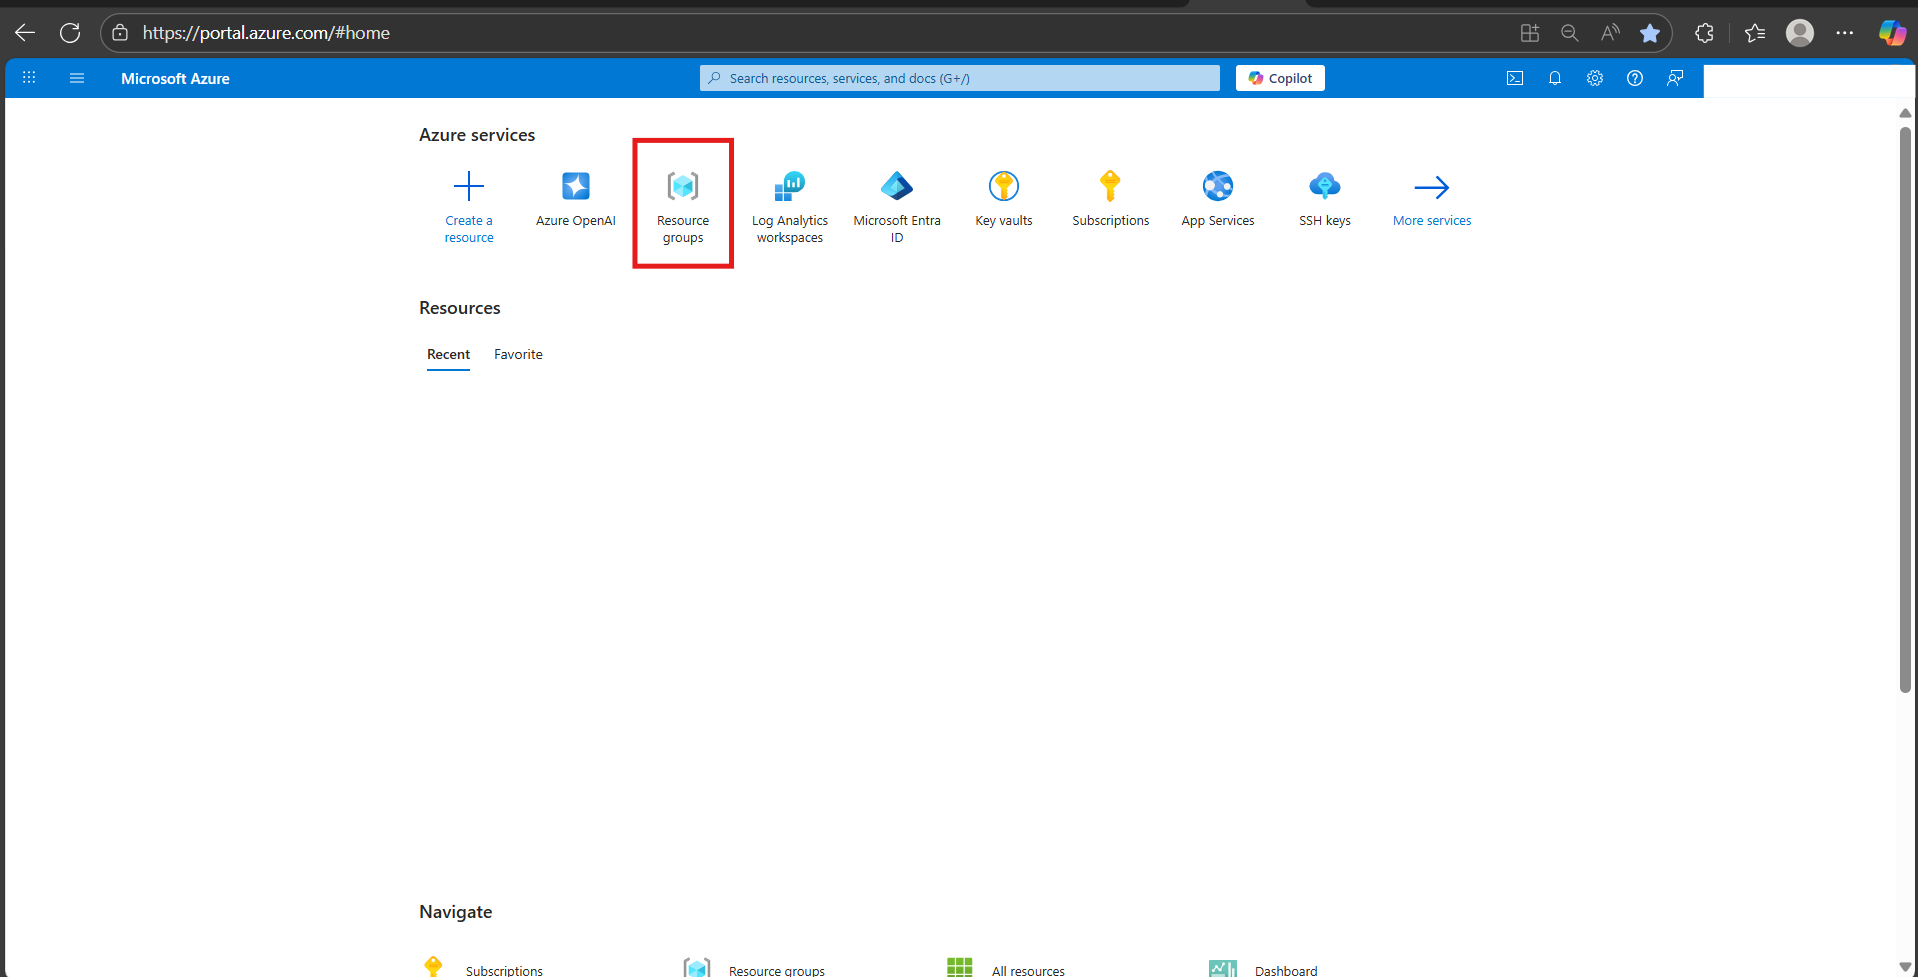 https://portal.azure.com/#home
Microsoft Azure
Search resources, services, and docs (G+/)
Copilot
Azure services
Create a
resource
Azure OpenAI
Resource
groups
Log Analytics
workspaces
Microsoft Entra
ID
Key vaults
Subscriptions
App Services
SSH keys
More services
Resources
Recent
Favorite
Navigate
Subscriptions
Resource groups
All resources
Dashboard